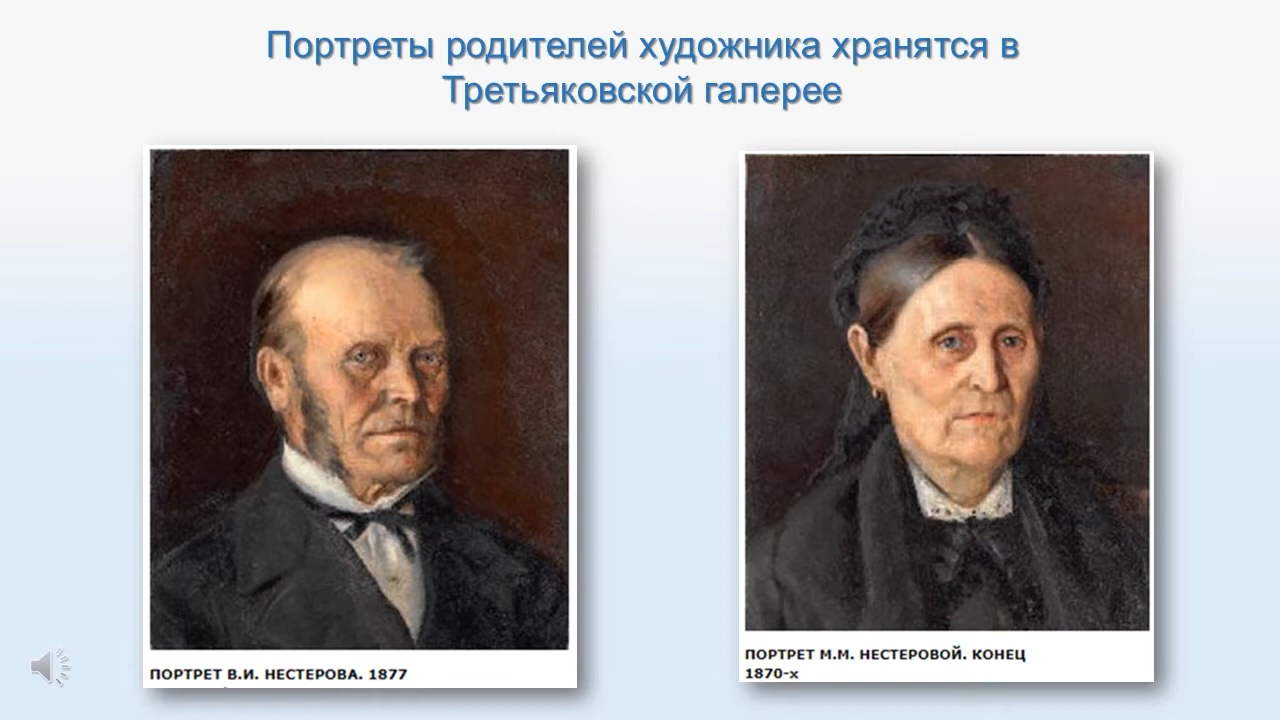 Портреты родителей художника хранятся в
Третьяковской галерее
ПОРТРЕТ В.И. НЕСТЕРОВА. 1877
ПОРТРЕТ М.М. НЕСТЕРОВОЙ. КОНЕЦ
1870-х